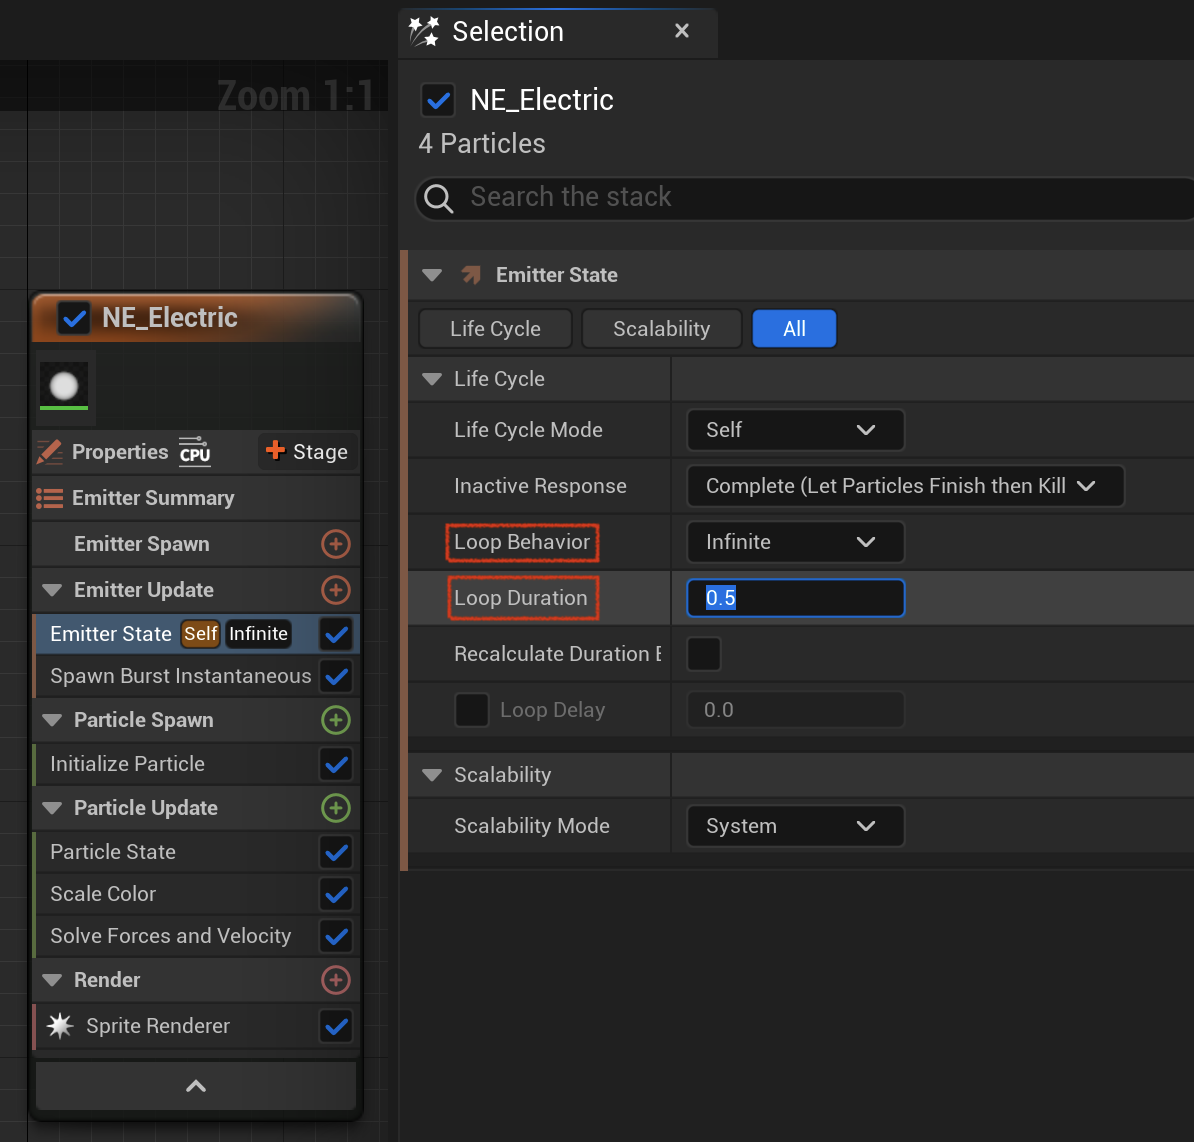 Selection
Zoom 1:1
NE_Electric
4 Particles
Search the stack
NE_Electric
Properties CPU Stage
Emitter Summary
Emitter Spawn
Emitter Update
Emitter State Self Infinite
Spawn Burst Instantaneous
Particle Spawn
Initialize Particle
Particle Update
Particle State
Scale Color
Solve Forces and Velocity
Render
Sprite Renderer
Emitter State
Life Cycle Scalability All
Life Cycle
Life Cycle Mode Self
Inactive Response Complete (Let Particles Finish then Kill
Loop Behavior Infinite
Loop Duration 0.5
Recalculate Duration E
Loop Delay 0.0
Scalability
Scalability Mode System